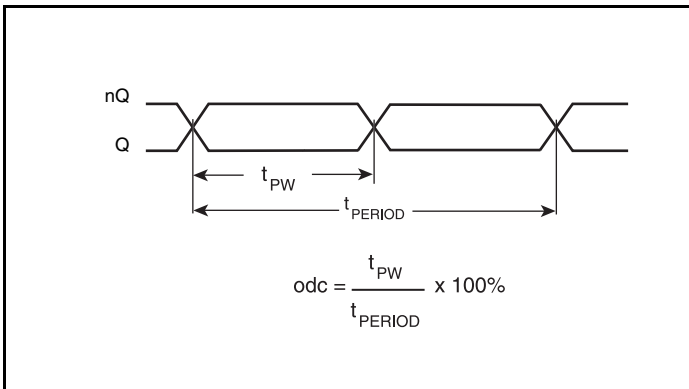 nQ
Q
tPW
tPERIOD
odc = tPW / tPERIOD x 100%